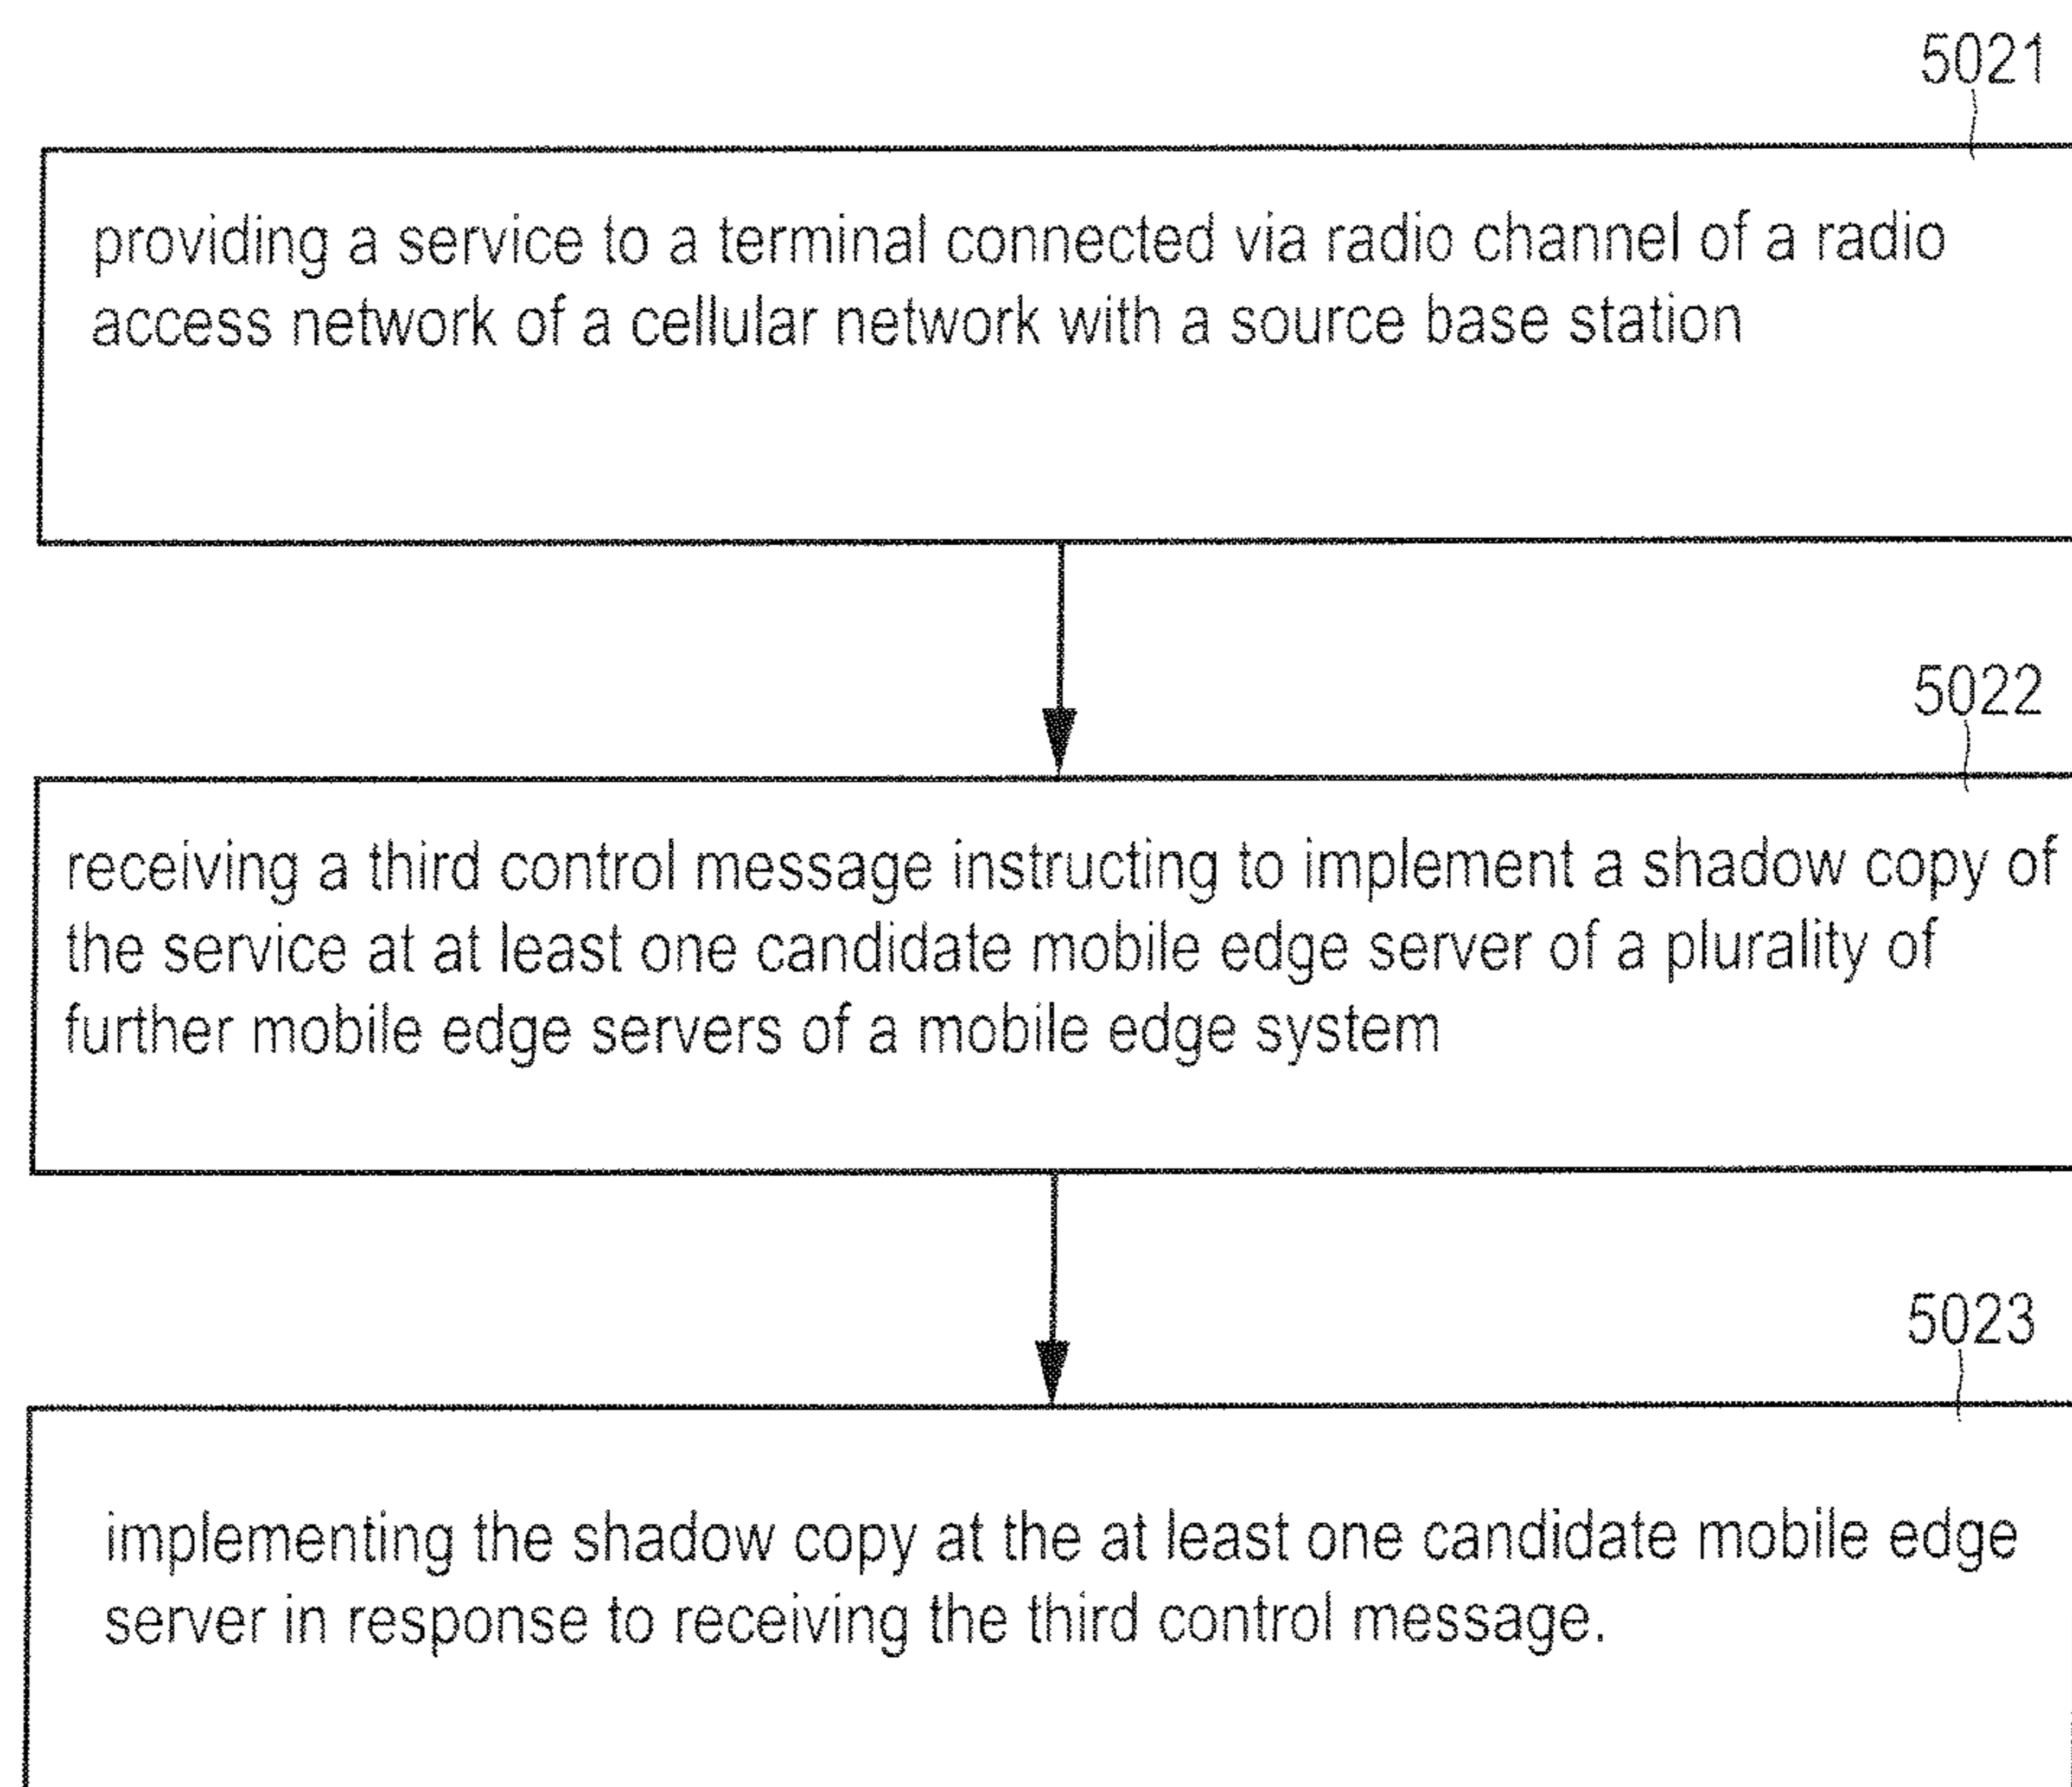 5021
providing a service to a terminal connected via radio channel of a radio
access network of a cellular network with a source base station
5022
receiving a third control message instructing to implement a shadow copy of
the service at at least one candidate mobile edge server of a plurality of
further mobile edge servers of a mobile edge system
5023
implementing the shadow copy at the at least one candidate mobile edge
server in response to receiving the third control message.